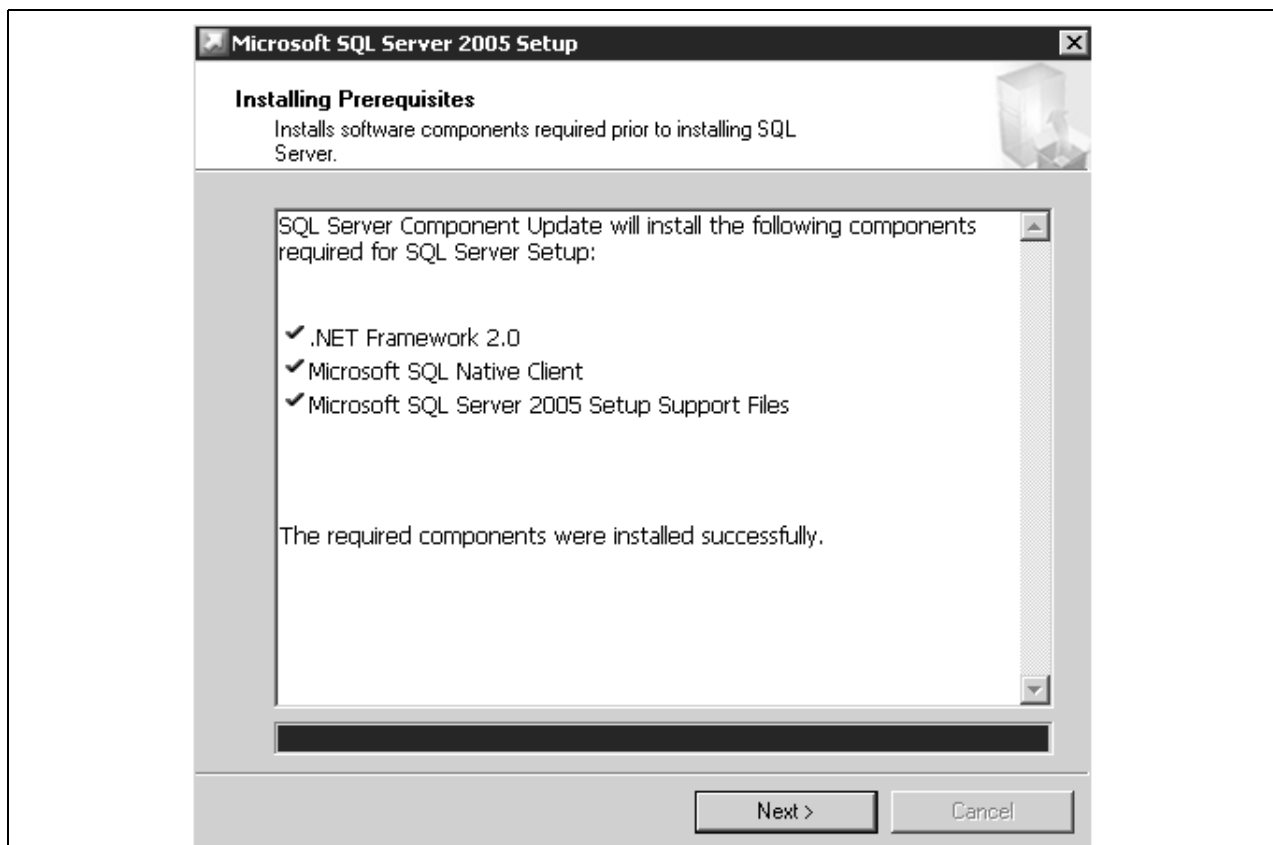 Microsoft SQL Server 2005 Setup
Installing Prerequisites
Installs software components required prior to installing SQL
Server.
SQL Server Component Update will install the following components
required for SQL Server Setup:
.NET Framework 2.0
Microsoft SQL Native Client
Microsoft SQL Server 2005 Setup Support Files
The required components were installed successfully.
Next >
Cancel